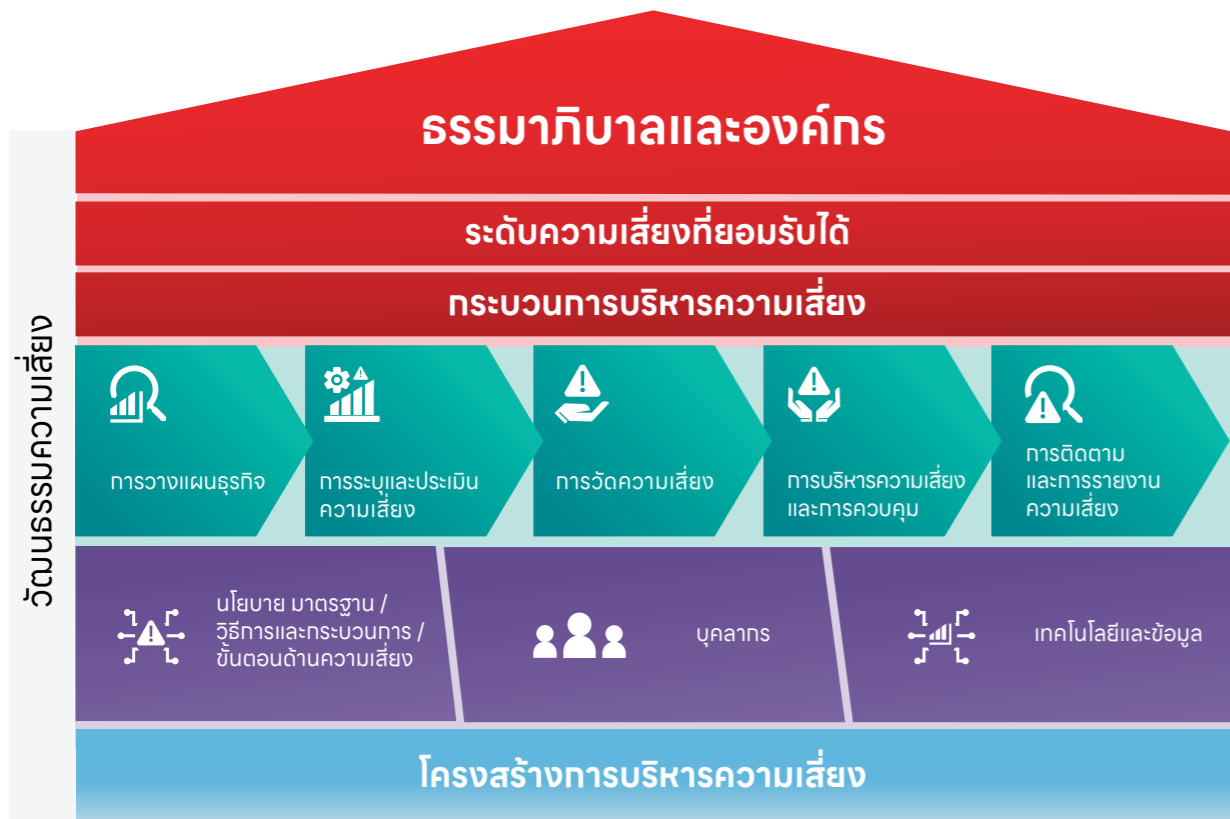 ธรรมาภิบาลและองค์กร
ระดับความเสี่ยงที่ยอมรับได้
กระบวนการบริหารความเสี่ยง
วัฒนธรรมความเสี่ยง
การวางแผนธุรกิจ
การระบุและประเมิน
ความเสี่ยง
การวัดความเสี่ยง
การบริหารความเสี่ยง
และการควบคุม
การติดตาม
และการรายงาน
ความเสี่ยง
นโยบาย มาตรฐาน /
วิธีการและกระบวนการ /
ขั้นตอนด้านความเสี่ยง
บุคลากร
เทคโนโลยีและข้อมูล
โครงสร้างการบริหารความเสี่ยง